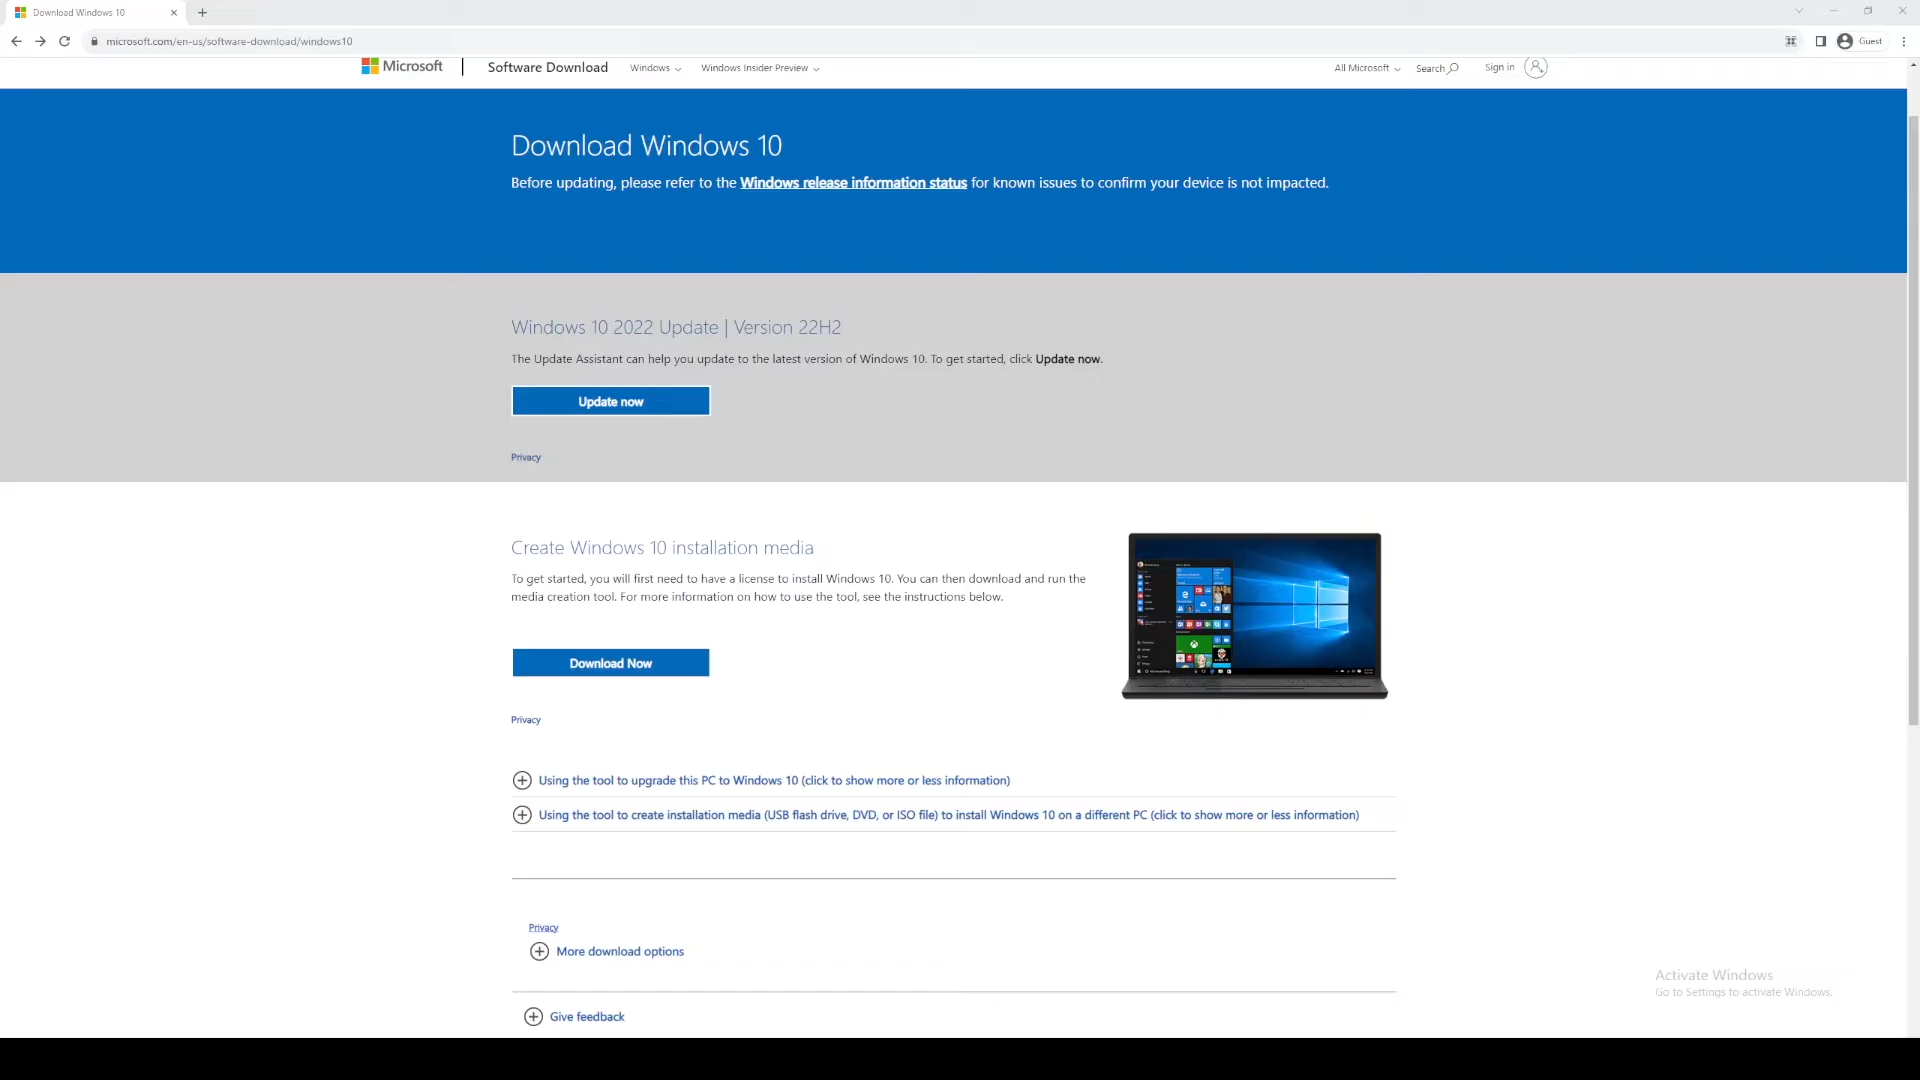 Download Windows 10
microsoft.com/en-us/software-download/windows10
Guest
Microsoft
Software Download
Windows
Windows Insider Preview
All Microsoft
Search
Sign in
Download Windows 10
Before updating, please refer to the Windows release information status for known issues to confirm your device is not impacted.
Windows 10 2022 Update | Version 22H2
The Update Assistant can help you update to the latest version of Windows 10. To get started, click Update now.
Update now
Privacy
Create Windows 10 installation media
To get started, you will first need to have a license to install Windows 10. You can then download and run the
media creation tool. For more information on how to use the tool, see the instructions below.
Download Now
Privacy
Using the tool to upgrade this PC to Windows 10 (click to show more or less information)
Using the tool to create installation media (USB flash drive, DVD, or ISO file) to install Windows 10 on a different PC (click to show more or less information)
Privacy
More download options
Activate Windows
Go to Settings to activate Windows.
Give feedback